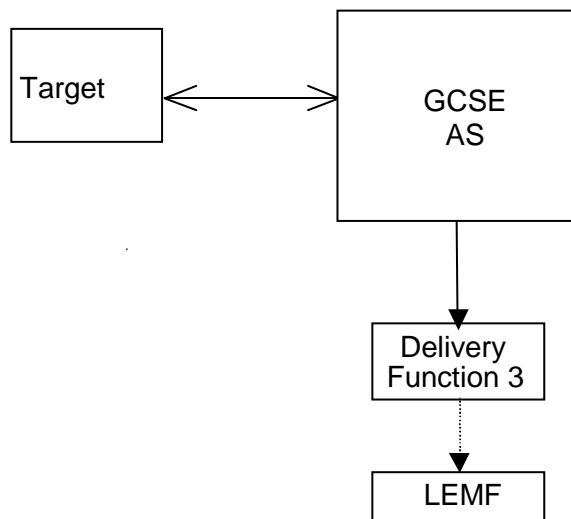 Target
GCSE
AS
Delivery
Function 3
LEMF